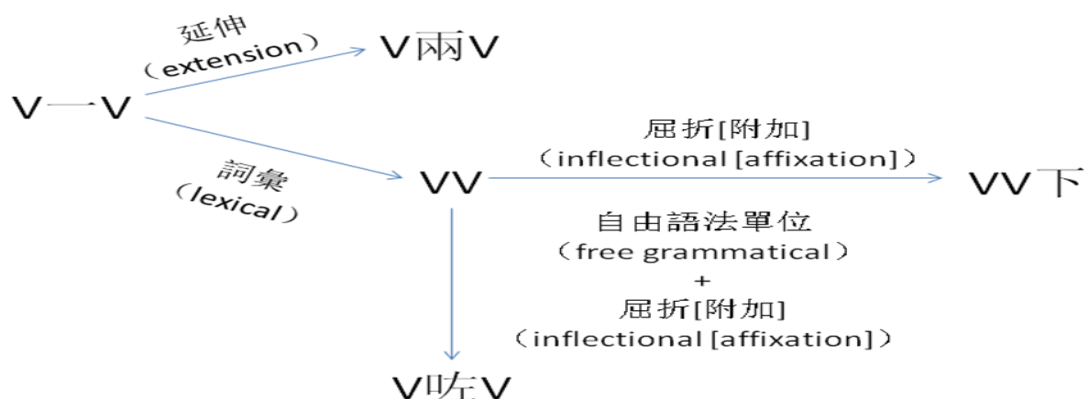 延伸
（extension）
V兩V
V一V
詞彙
（lexical）
VV
屈折[附加]
（inflectional [affixation]）
VV下
自由語法單位
（free grammatical）
+
屈折[附加]
（inflectional [affixation]）
V咗V